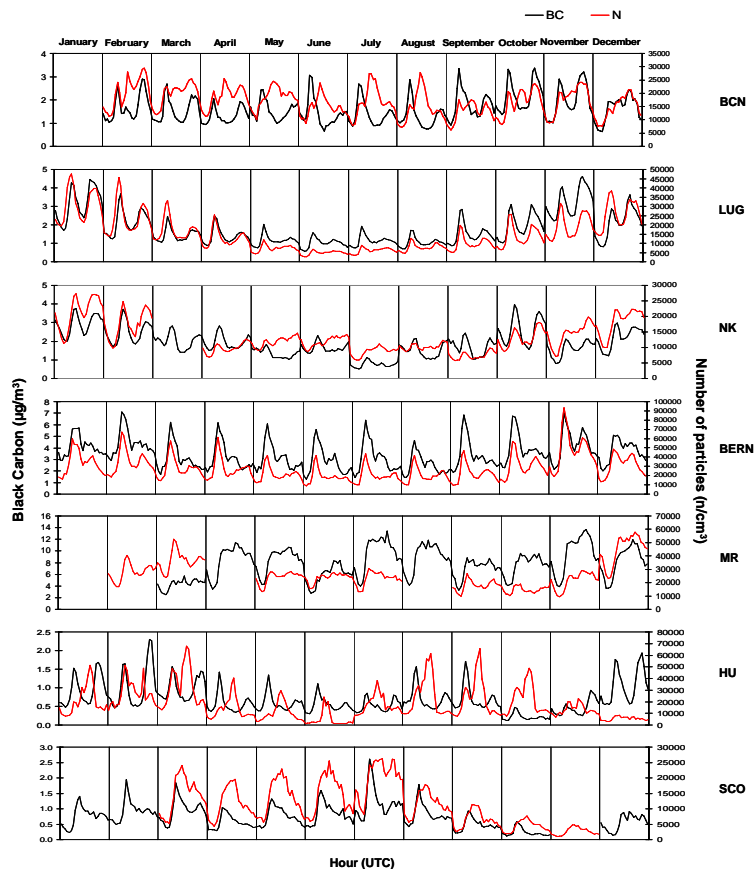 BC N
January February March April May June July August September October November December
4 3 2 1 0
35000 30000 25000 20000 15000 10000 5000 0
BCN
5 4 3 2 1 0
50000 45000 40000 35000 30000 25000 20000 15000 10000 5000 0
LUG
5 4 3 2 1 0
30000 25000 20000 15000 10000 5000 0
NK
8 7 6 5 4 3 2 1 0
100000 90000 80000 70000 60000 50000 40000 30000 20000 10000 0
BERN
16 14 12 10 8 6 4 2 0
70000 60000 50000 40000 30000 20000 10000 0
MR
2.5 2.0 1.5 1.0 0.5 0.0
80000 70000 60000 50000 40000 30000 20000 10000 0
HU
3.0 2.5 2.0 1.5 1.0 0.5 0.0
30000 25000 20000 15000 10000 5000 0
SCO
Black Carbon (µg/m³)
Number of particles (n/cm³)
Hour (UTC)